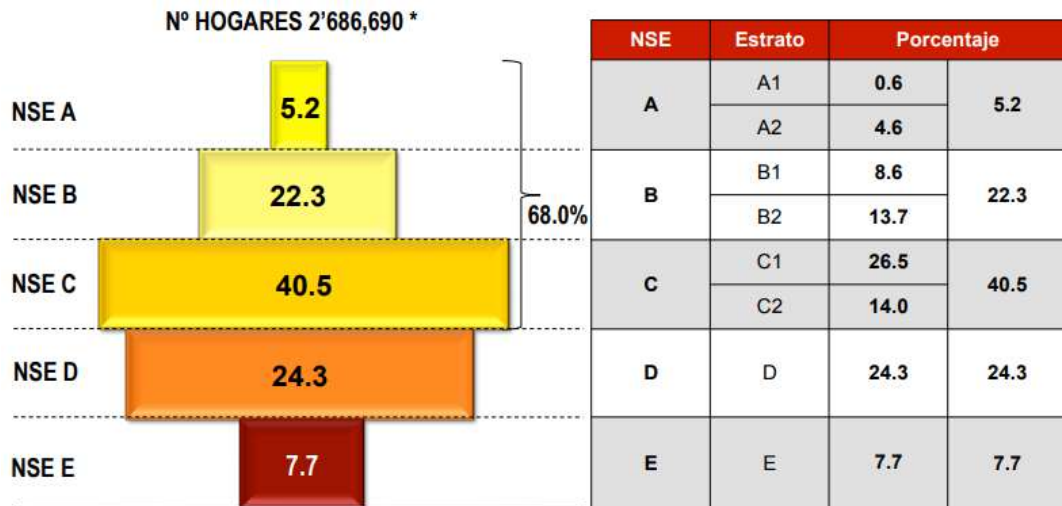 Nº HOGARES 2’686,690 *
NSE A
5.2
NSE B
22.3
68.0%
NSE C
40.5
NSE D
24.3
NSE E
7.7
NSE Estrato Porcentaje
A A1 0.6 5.2
A2 4.6
B B1 8.6 22.3
B2 13.7
C C1 26.5 40.5
C2 14.0
D D 24.3 24.3
E E 7.7 7.7